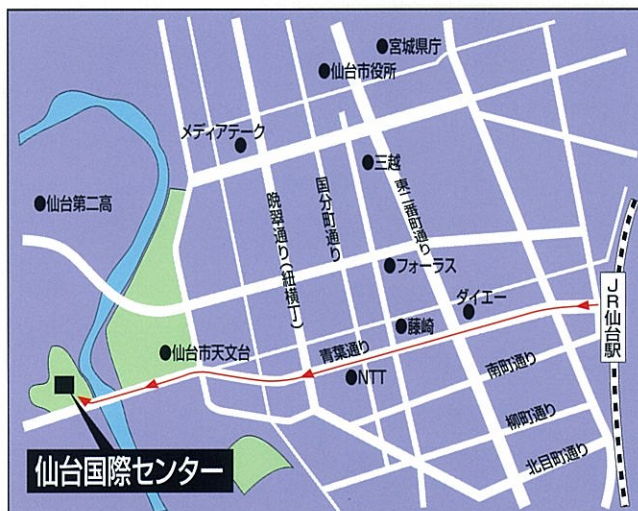 宮城県庁
仙台市役所
メディアテーク
三越
仙台第二高
国分町通り
東二番町通り
晩翠通り(紐横丁)
フォーラス
ダイエー
JR仙台駅
藤崎
仙台市天文台
青葉通り
NTT
南町通り
柳町通り
北目町通り
仙台国際センター